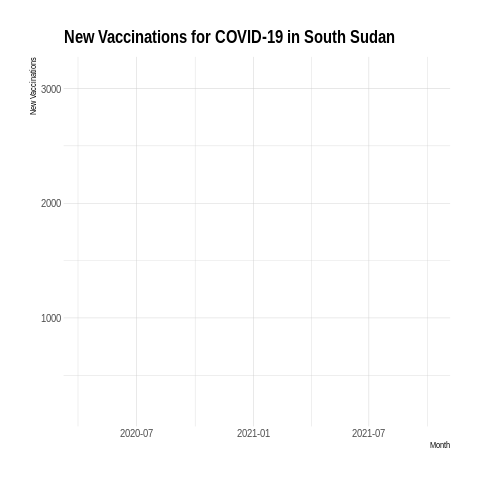 New Vaccinations for COVID-19 in South Sudan
New Vaccinations
3000
2000
1000
2020-07 2021-01 2021-07
Month